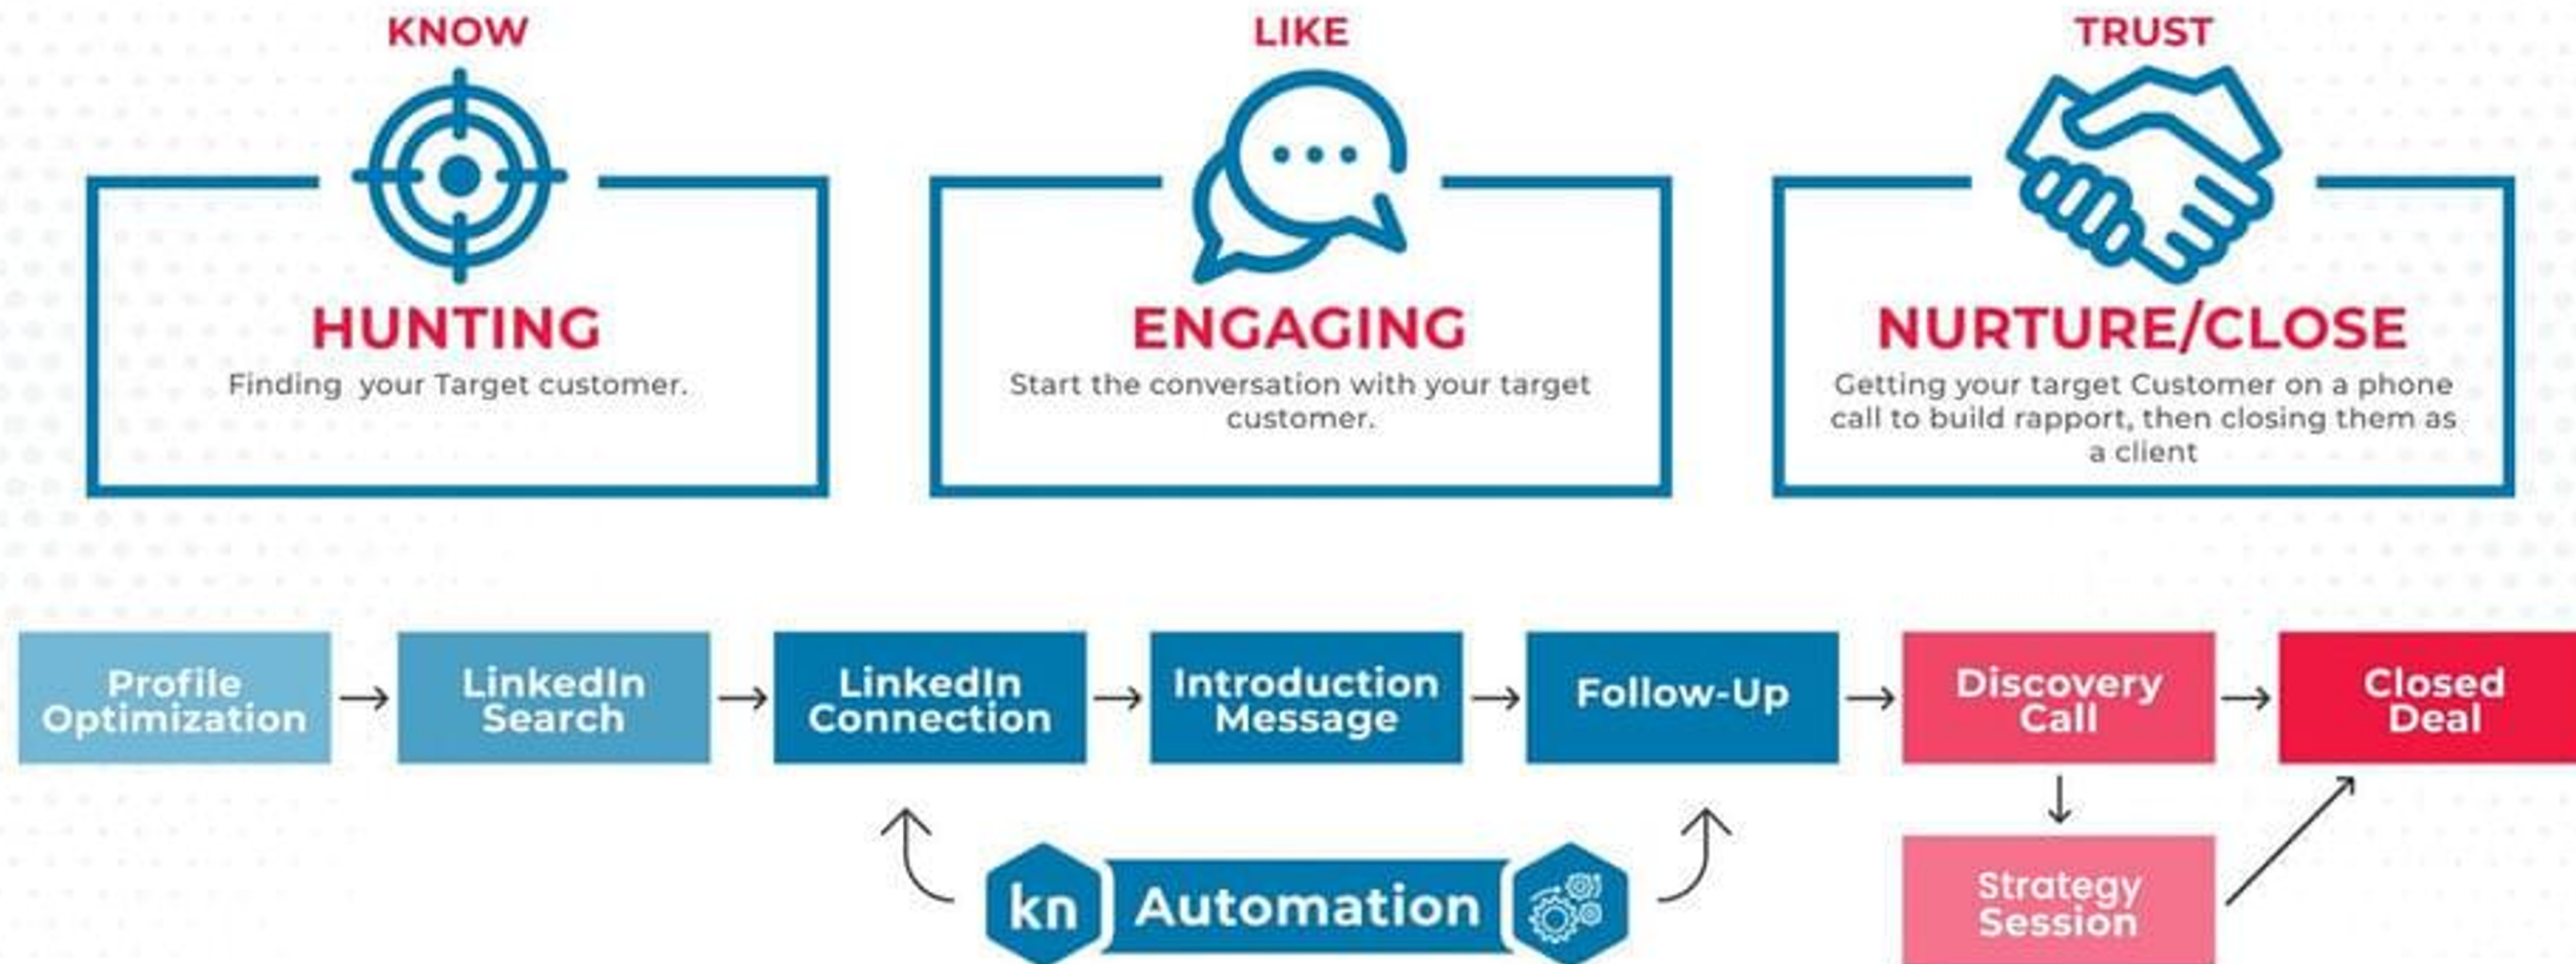 KNOW
HUNTING
Finding your Target customer.
LIKE
ENGAGING
Start the conversation with your target
customer.
TRUST
NURTURE/CLOSE
Getting your target Customer on a phone
call to build rapport, then closing them as
a client
Profile
Optimization
LinkedIn
Search
LinkedIn
Connection
Introduction
Message
Follow-Up
Discovery
Call
Closed
Deal
kn Automation
Strategy
Session